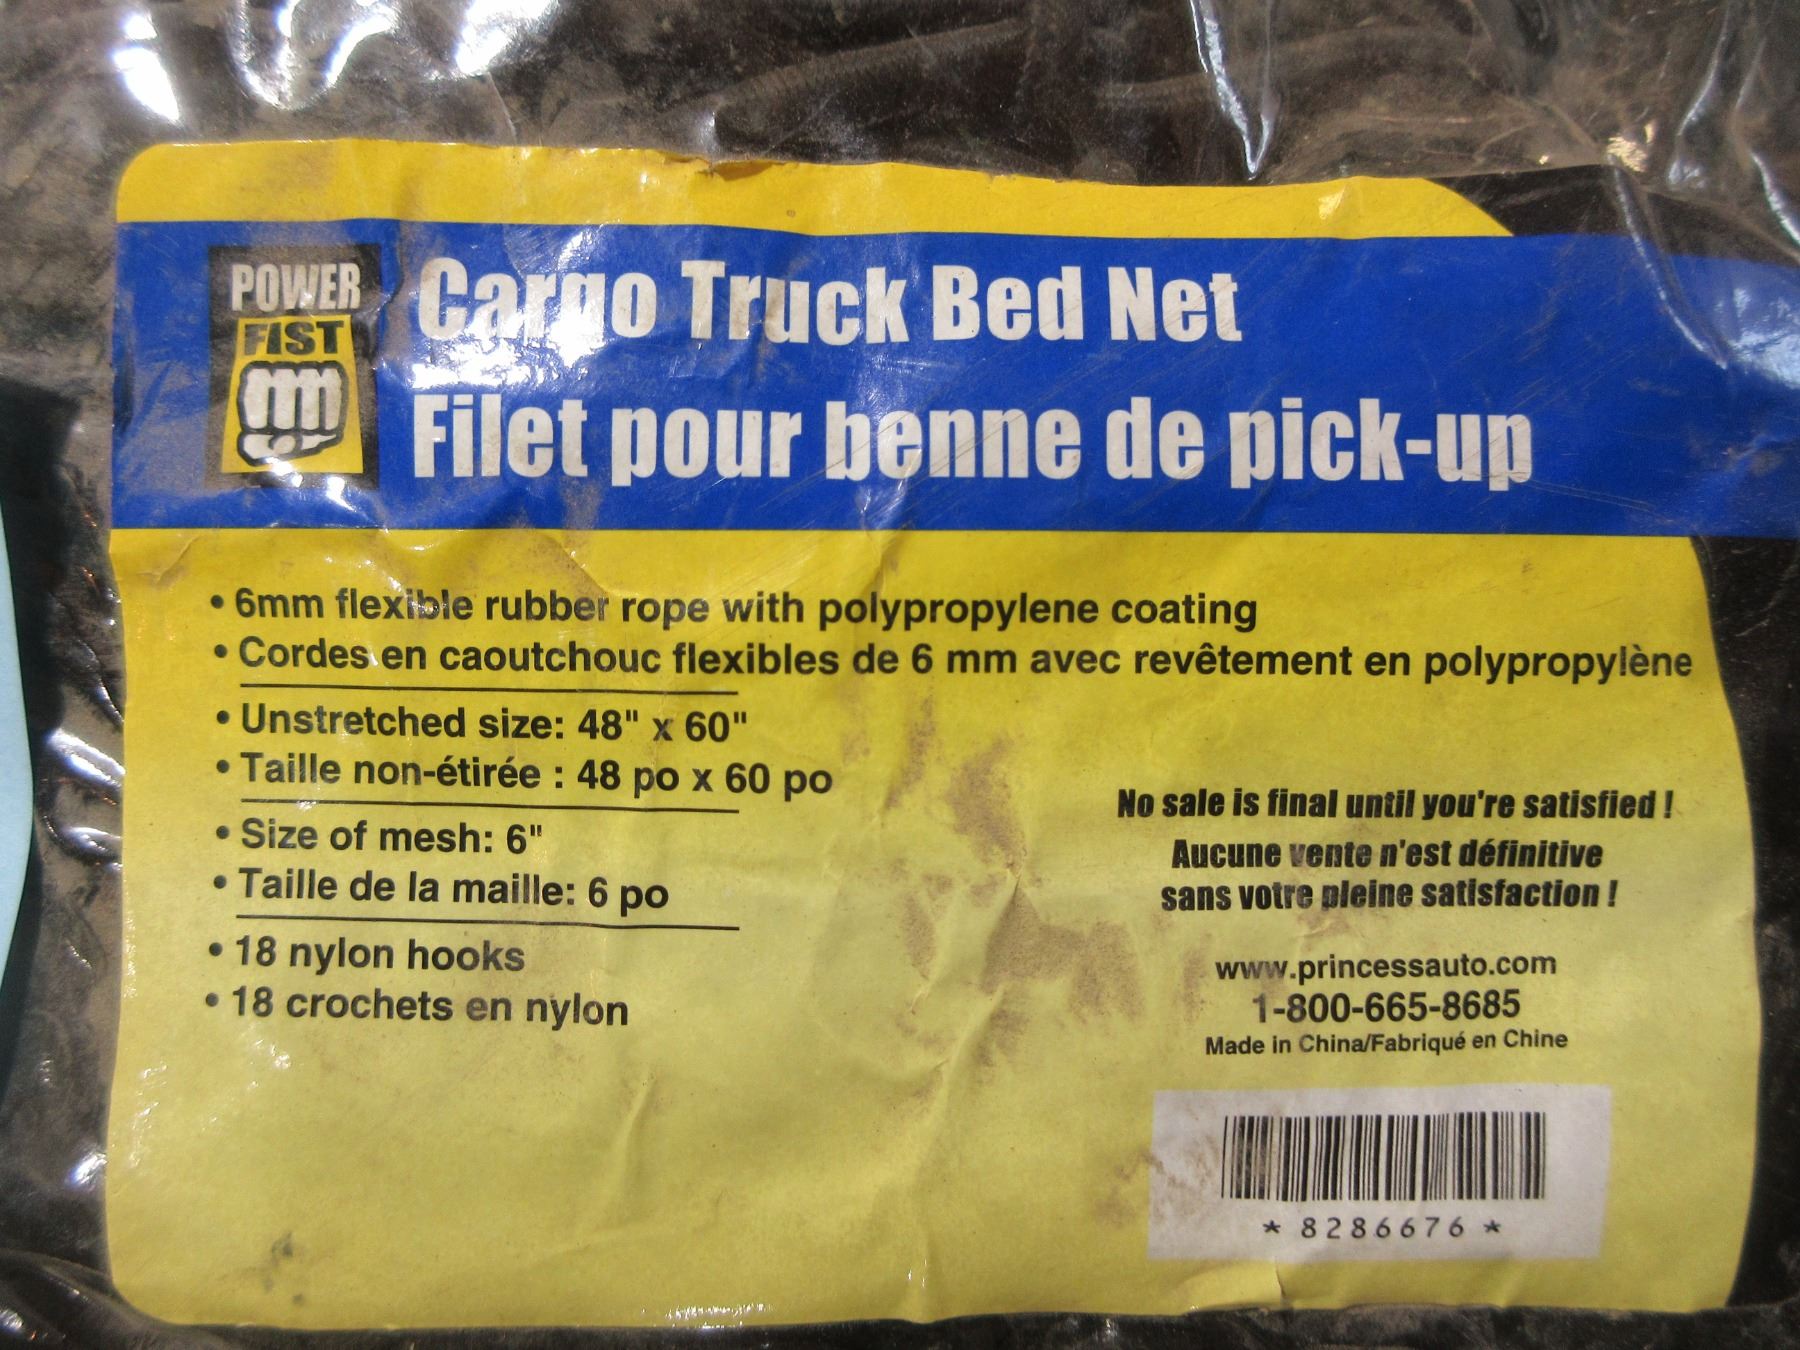 POWER
FIST
Cargo Truck Bed Net
Filet pour benne de pick-up
• 6mm flexible rubber rope with polypropylene coating
• Cordes en caoutchouc flexibles de 6 mm avec revêtement en polypropylène
• Unstretched size: 48" x 60"
• Taille non-étirée : 48 po x 60 po
• Size of mesh: 6"
• Taille de la maille: 6 po
• 18 nylon hooks
• 18 crochets en nylon
No sale is final until you're satisfied !
Aucune vente n'est définitive
sans votre pleine satisfaction !
www.princessauto.com
1-800-665-8685
Made in China/Fabriqué en Chine
* 8286676 *